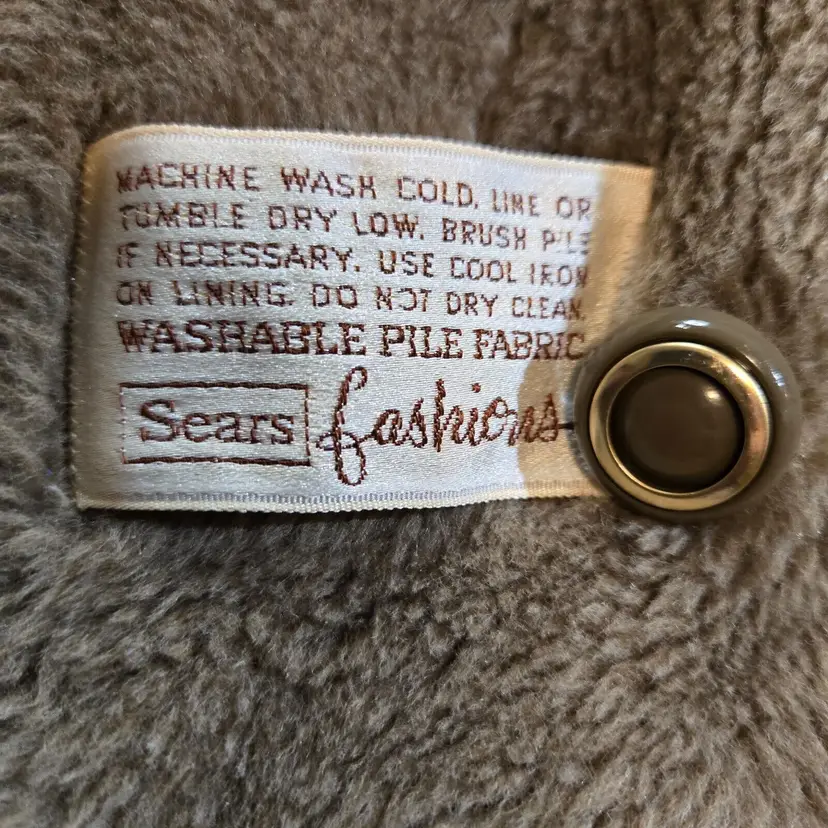 MACHINE WASH COLD. LINE OR
TUMBLE DRY LOW. BRUSH PILE
IF NECESSARY. USE COOL IRON
ON LINING. DO NOT DRY CLEAN.
WASHABLE PILE FABRIC
Sears fashions